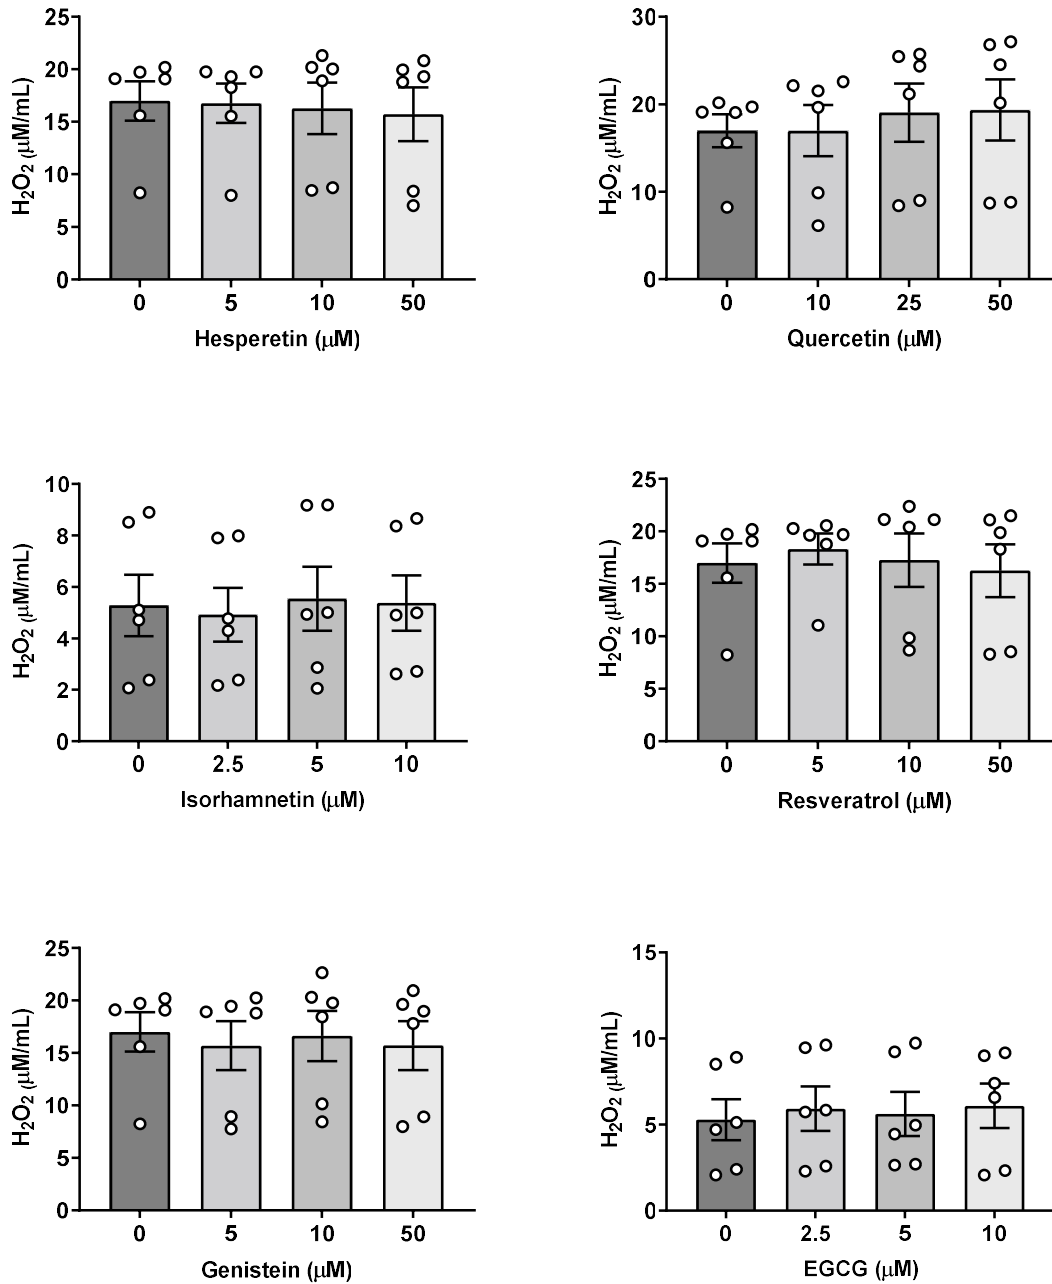 25
20
15
10
5
0
H₂O₂ (μM/mL)
0 5 10 50
Hesperetin (μM)
30
20
10
0
H₂O₂ (μM/mL)
0 10 25 50
Quercetin (μM)
10
8
6
4
2
0
H₂O₂ (μM/mL)
0 2.5 5 10
Isorhamnetin (μM)
25
20
15
10
5
0
H₂O₂ (μM/mL)
0 5 10 50
Resveratrol (μM)
25
20
15
10
5
0
H₂O₂ (μM/mL)
0 5 10 50
Genistein (μM)
15
10
5
0
H₂O₂ (μM/mL)
0 2.5 5 10
EGCG (μM)